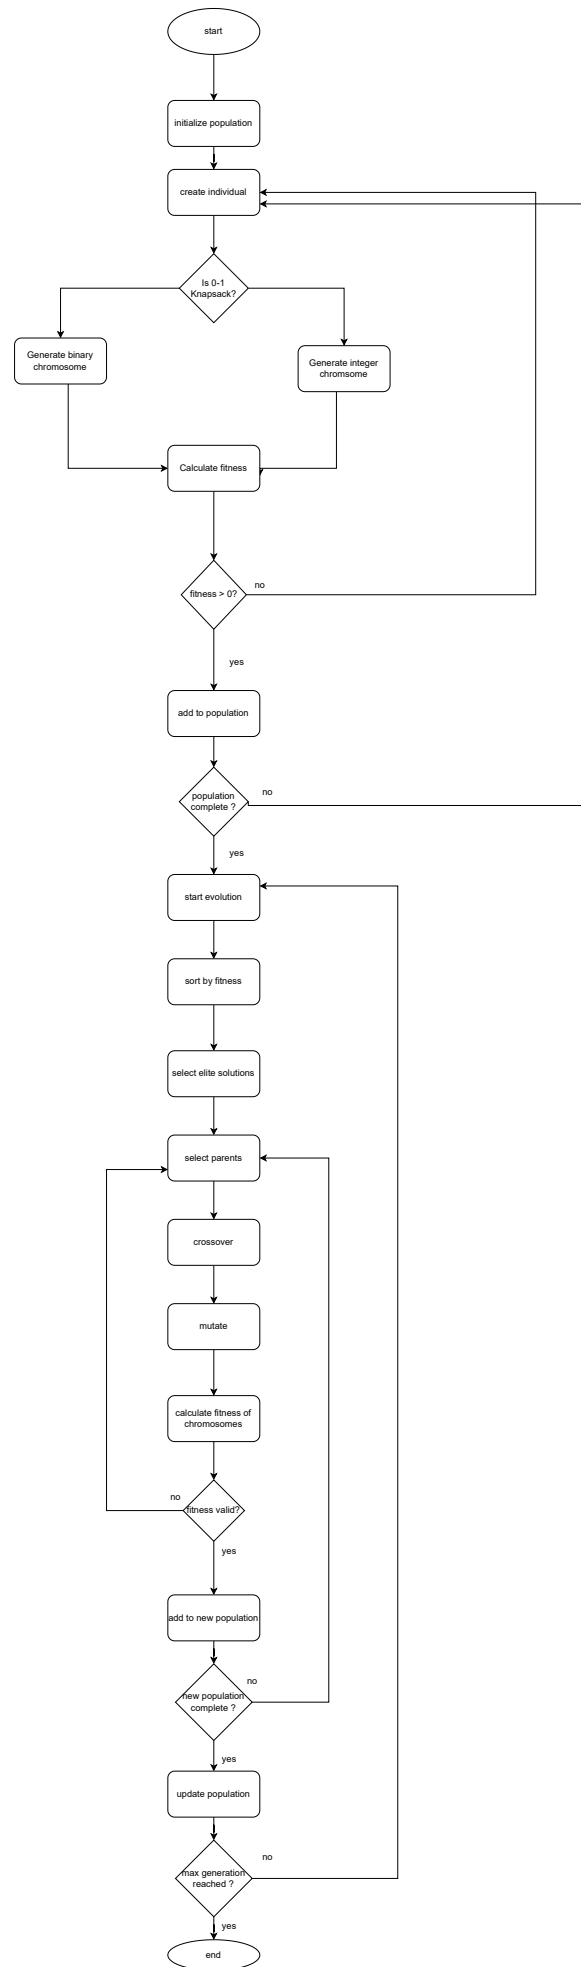 start
initialize population
create individual
Is 0-1
Knapsack?
Generate binary
chromosome
Generate integer
chromsome
Calculate fitness
fitness > 0?
no
yes
add to population
population
complete ?
no
yes
start evolution
sort by fitness
select elite solutions
select parents
crossover
mutate
calculate fitness of
chromosomes
fitness valid?
no
yes
add to new population
new population
complete ?
no
yes
update population
max generation
reached ?
no
yes
end